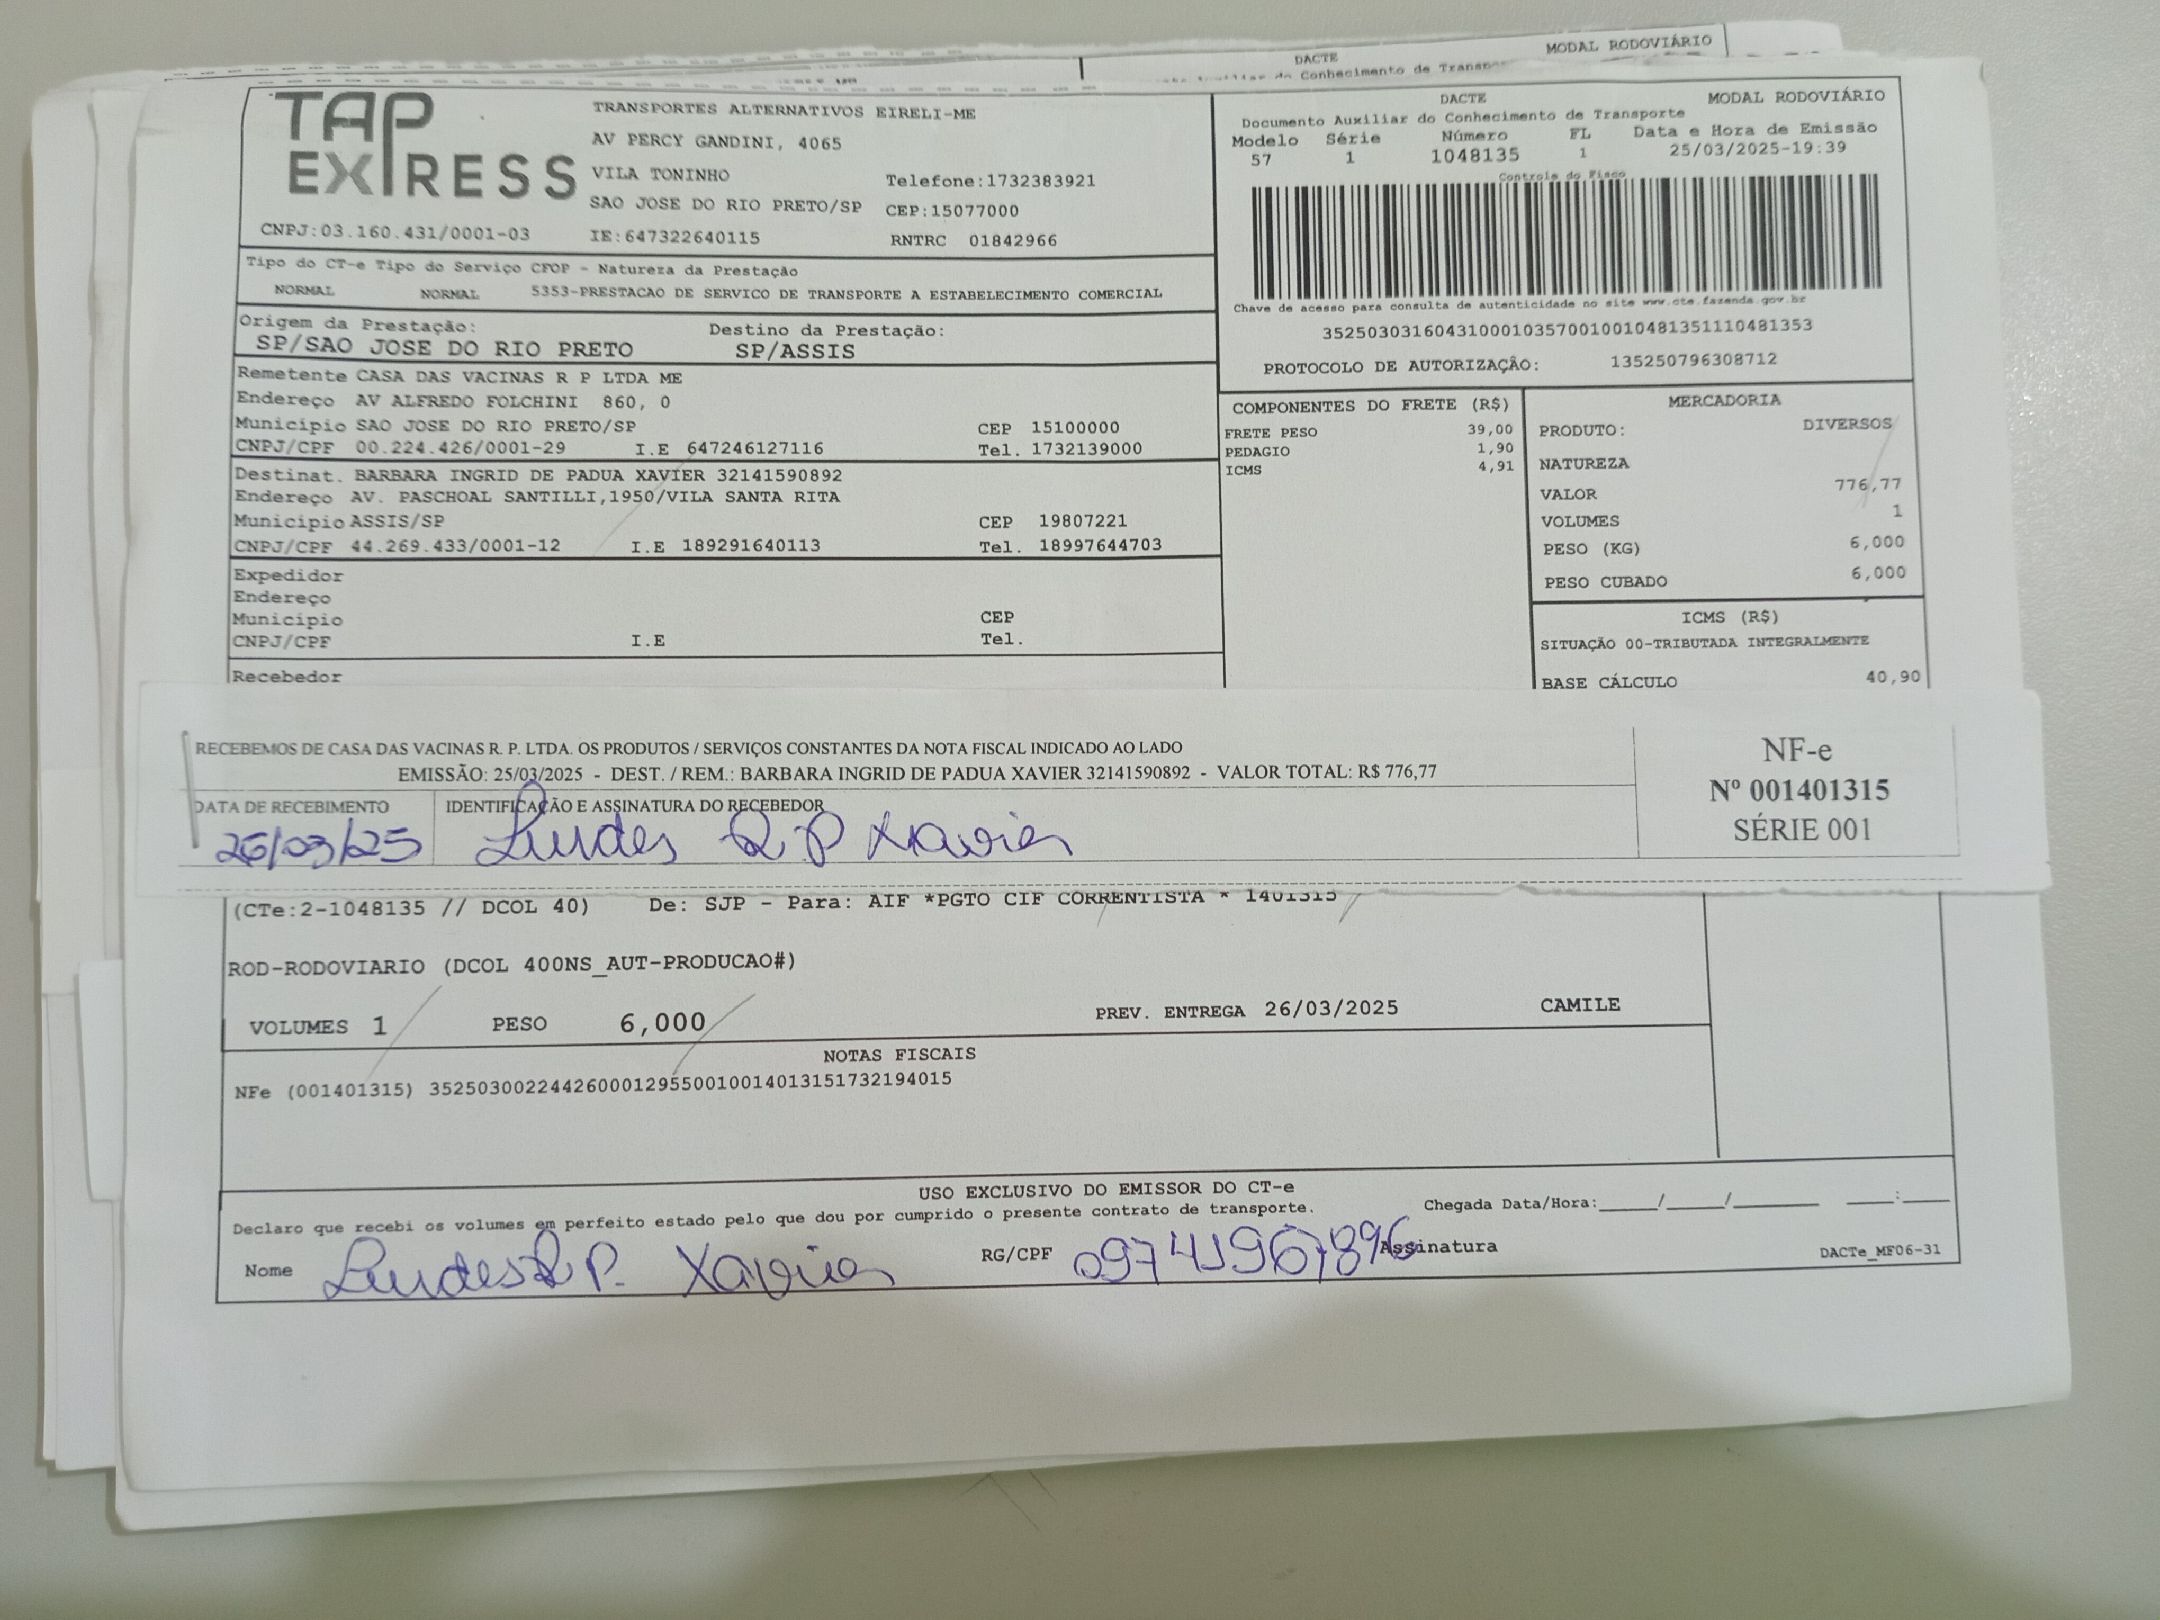 DACTE
MODAL RODOVIÁRIO
Conhecimento de
TAP EXPRESS
TRANSPORTES ALTERNATIVOS EIRELI-ME
AV PERCY GANDINI, 4065
VILA TONINHO Telefone:1732383921
SAO JOSE DO RIO PRETO/SP CEP:15077000
CNPJ:03.160.431/0001-03 IE:647322640115 RNTRC 01842966
DACTE MODAL RODOVIÁRIO
Documento Auxiliar do Conhecimento de Transporte
Modelo Série Número FL Data e Hora de Emissão
57 1 1048135 1 25/03/2025-19:39
Controle do Fisco
Chave de acesso para consulta de autenticidade no site www.cte.fazenda.gov.br
35250303160431000103570010010481351110481353
PROTOCOLO DE AUTORIZAÇÃO: 135250796308712
Tipo do CT-e Tipo do Serviço CFOP - Natureza da Prestação
NORMAL NORMAL 5353-PRESTACAO DE SERVICO DE TRANSPORTE A ESTABELECIMENTO COMERCIAL
Origem da Prestação: Destino da Prestação:
SP/SAO JOSE DO RIO PRETO SP/ASSIS
Remetente CASA DAS VACINAS R P LTDA ME
Endereço AV ALFREDO FOLCHINI 860, 0
Município SAO JOSE DO RIO PRETO/SP CEP 15100000
CNPJ/CPF 00.224.426/0001-29 I.E 647246127116 Tel. 1732139000
Destinat. BARBARA INGRID DE PADUA XAVIER 32141590892
Endereço AV. PASCHOAL SANTILLI,1950/VILA SANTA RITA
Município ASSIS/SP CEP 19807221
CNPJ/CPF 44.269.433/0001-12 I.E 189291640113 Tel. 18997644703
Expedidor
Endereço
Município CEP
CNPJ/CPF I.E Tel.
Recebedor
COMPONENTES DO FRETE (R$)
FRETE PESO 39,00
PEDAGIO 1,90
ICMS 4,91
MERCADORIA
PRODUTO: DIVERSOS
NATUREZA
VALOR 776,77
VOLUMES 1
PESO (KG) 6,000
PESO CUBADO 6,000
ICMS (R$)
SITUAÇÃO 00-TRIBUTADA INTEGRALMENTE
BASE CÁLCULO 40,90
RECEBEMOS DE CASA DAS VACINAS R. P. LTDA. OS PRODUTOS / SERVIÇOS CONSTANTES DA NOTA FISCAL INDICADO AO LADO
EMISSÃO: 25/03/2025 - DEST. / REM.: BARBARA INGRID DE PADUA XAVIER 32141590892 - VALOR TOTAL: R$ 776,77
DATA DE RECEBIMENTO IDENTIFICAÇÃO E ASSINATURA DO RECEBEDOR
26/03/25 Lurdes R P Xavier
NF-e
Nº 001401315
SÉRIE 001
(CTe:2-1048135 // DCOL 40) De: SJP - Para: AIF *PGTO CIF CORRENTISTA * 1401315
ROD-RODOVIARIO (DCOL 400NS_AUT-PRODUCAO#)
VOLUMES 1 PESO 6,000 PREV. ENTREGA 26/03/2025 CAMILE
NOTAS FISCAIS
NFe (001401315) 35250300224426000129550010014013151732194015
USO EXCLUSIVO DO EMISSOR DO CT-e
Declaro que recebi os volumes em perfeito estado pelo que dou por cumprido o presente contrato de transporte. Chegada Data/Hora:_____/_____/________ ____:____
Nome Lurdes R P. Xavier RG/CPF 09741967896 Assinatura DACTe_MF06-31